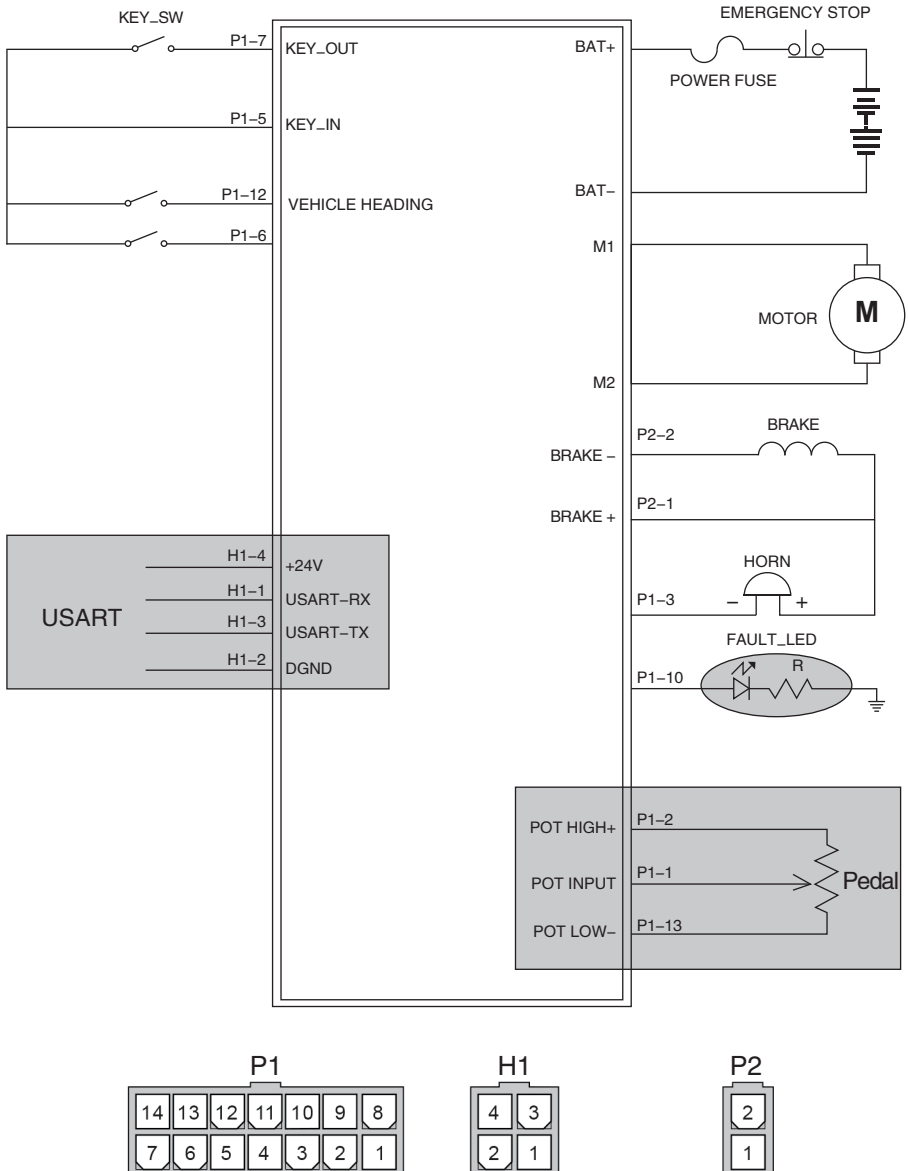 KEY_SW
EMERGENCY STOP
P1–7
KEY_OUT
BAT+
POWER FUSE
P1–5
KEY_IN
P1–12
VEHICLE HEADING
BAT–
P1–6
M1
MOTOR
M
M2
P2–2
BRAKE
BRAKE –
P2–1
BRAKE +
H1–4
+24V
HORN
H1–1
USART–RX
P1–3
– +
USART
H1–3
USART–TX
FAULT_LED
H1–2
DGND
P1–10
R
POT HIGH+
P1–2
POT INPUT
P1–1
Pedal
POT LOW–
P1–13
P1
H1
P2
14 13 12 11 10 9 8
4 3
2
7 6 5 4 3 2 1
2 1
1